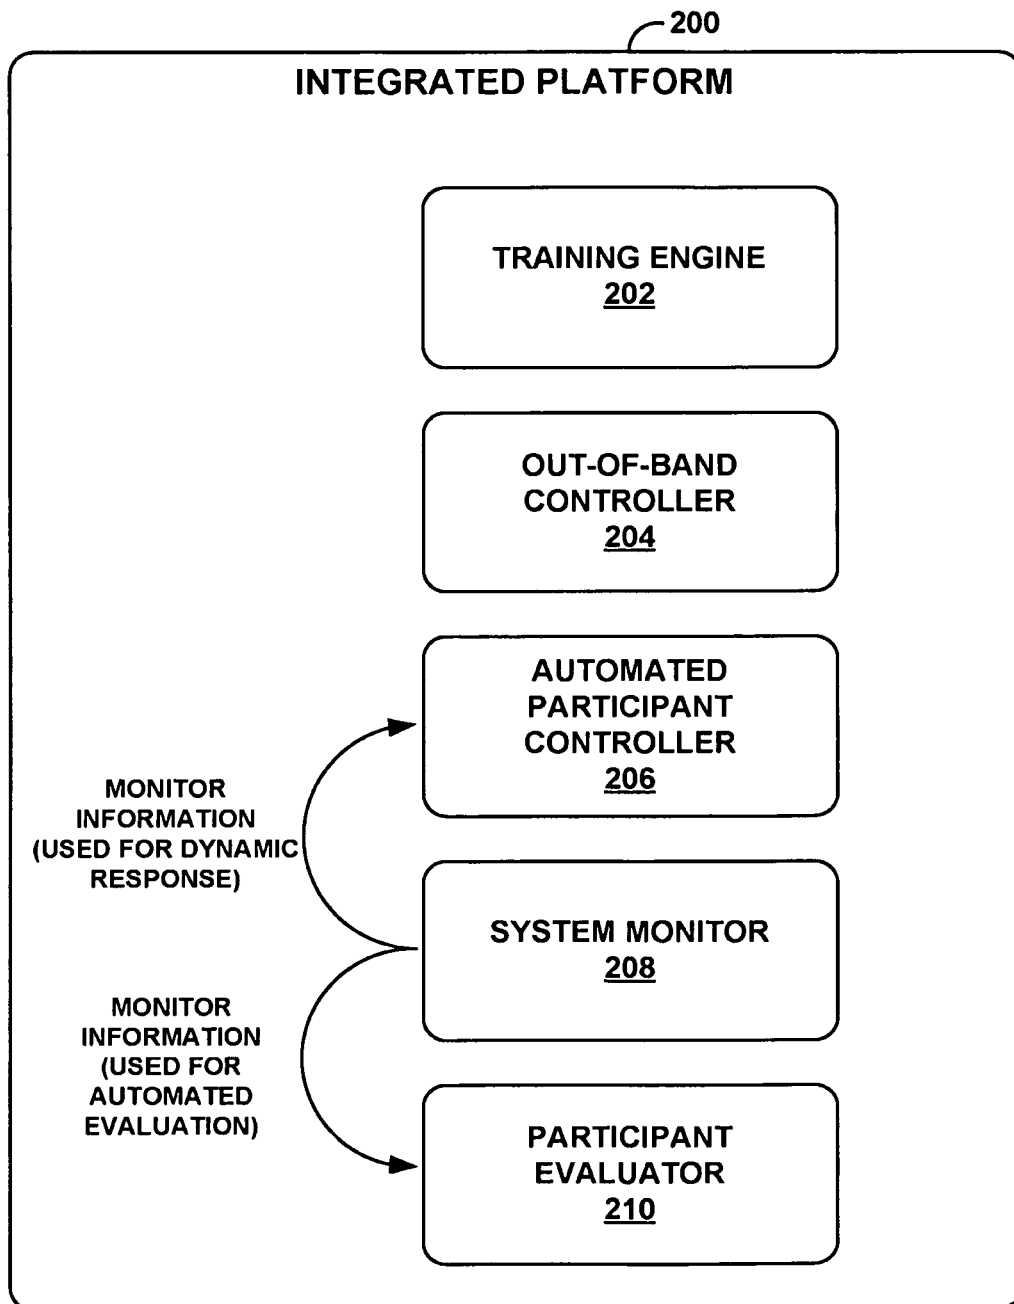 200
INTEGRATED PLATFORM
TRAINING ENGINE
202
OUT-OF-BAND
CONTROLLER
204
AUTOMATED
PARTICIPANT
CONTROLLER
206
MONITOR
INFORMATION
(USED FOR DYNAMIC
RESPONSE)
SYSTEM MONITOR
208
MONITOR
INFORMATION
(USED FOR
AUTOMATED
EVALUATION)
PARTICIPANT
EVALUATOR
210